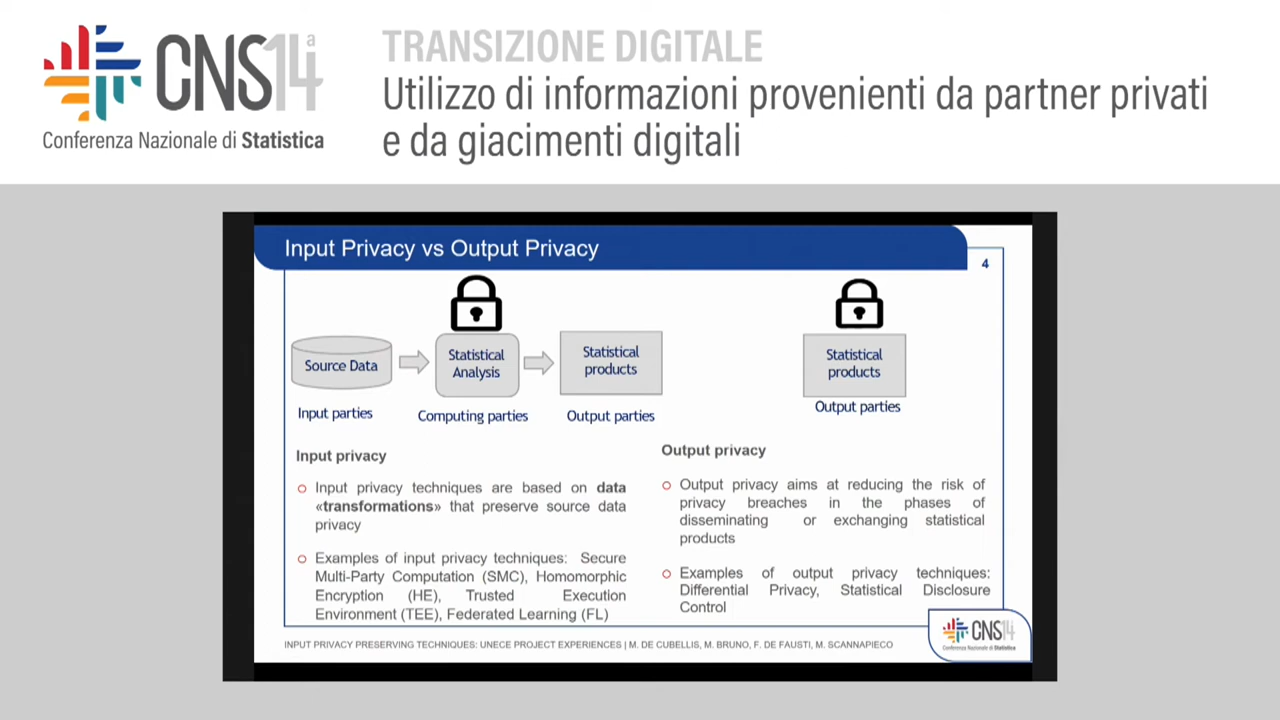 CNS14ª
Conferenza Nazionale di Statistica
TRANSIZIONE DIGITALE
Utilizzo di informazioni provenienti da partner privati
e da giacimenti digitali
Input Privacy vs Output Privacy
4
Source Data
Statistical
Analysis
Statistical
products
Input parties
Computing parties
Output parties
Statistical
products
Output parties
Input privacy
Input privacy techniques are based on data
«transformations» that preserve source data
privacy
Examples of input privacy techniques: Secure
Multi-Party Computation (SMC), Homomorphic
Encryption (HE), Trusted Execution
Environment (TEE), Federated Learning (FL)
Output privacy
Output privacy aims at reducing the risk of
privacy breaches in the phases of
disseminating or exchanging statistical
products
Examples of output privacy techniques:
Differential Privacy, Statistical Disclosure
Control
INPUT PRIVACY PRESERVING TECHNIQUES: UNECE PROJECT EXPERIENCES | M. DE CUBELLIS, M. BRUNO, F. DE FAUSTI, M. SCANNAPIECO
CNS14
Conferenza Nazionale di Statistica